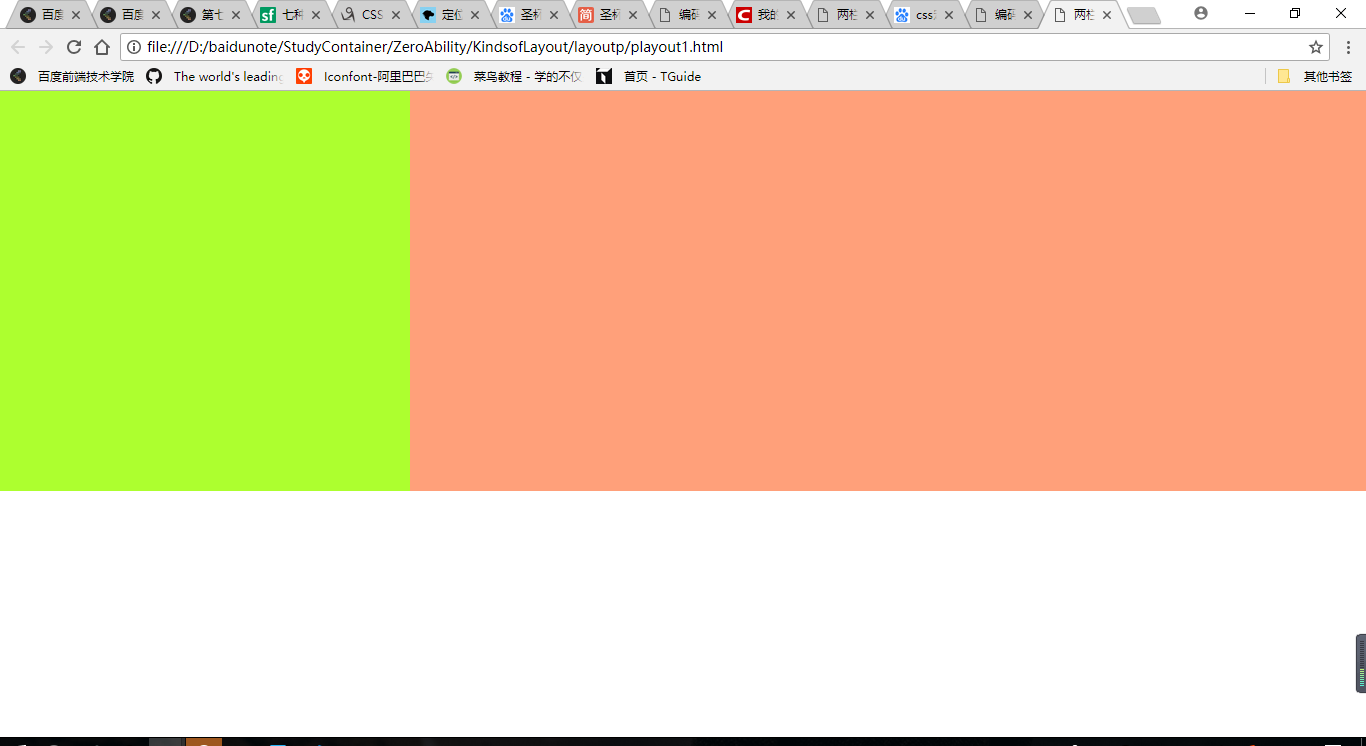 百度 百度 第七 七种 CSS 定位 圣杯 圣杯 编码 我的 两栏 css 编码 两栏
file:///D:/baidunote/StudyContainer/ZeroAbility/KindsofLayout/layoutp/playout1.html
百度前端技术学院 The world's leading Iconfont-阿里巴巴矢 菜鸟教程 - 学的不仅 首页 - TGuide 其他书签